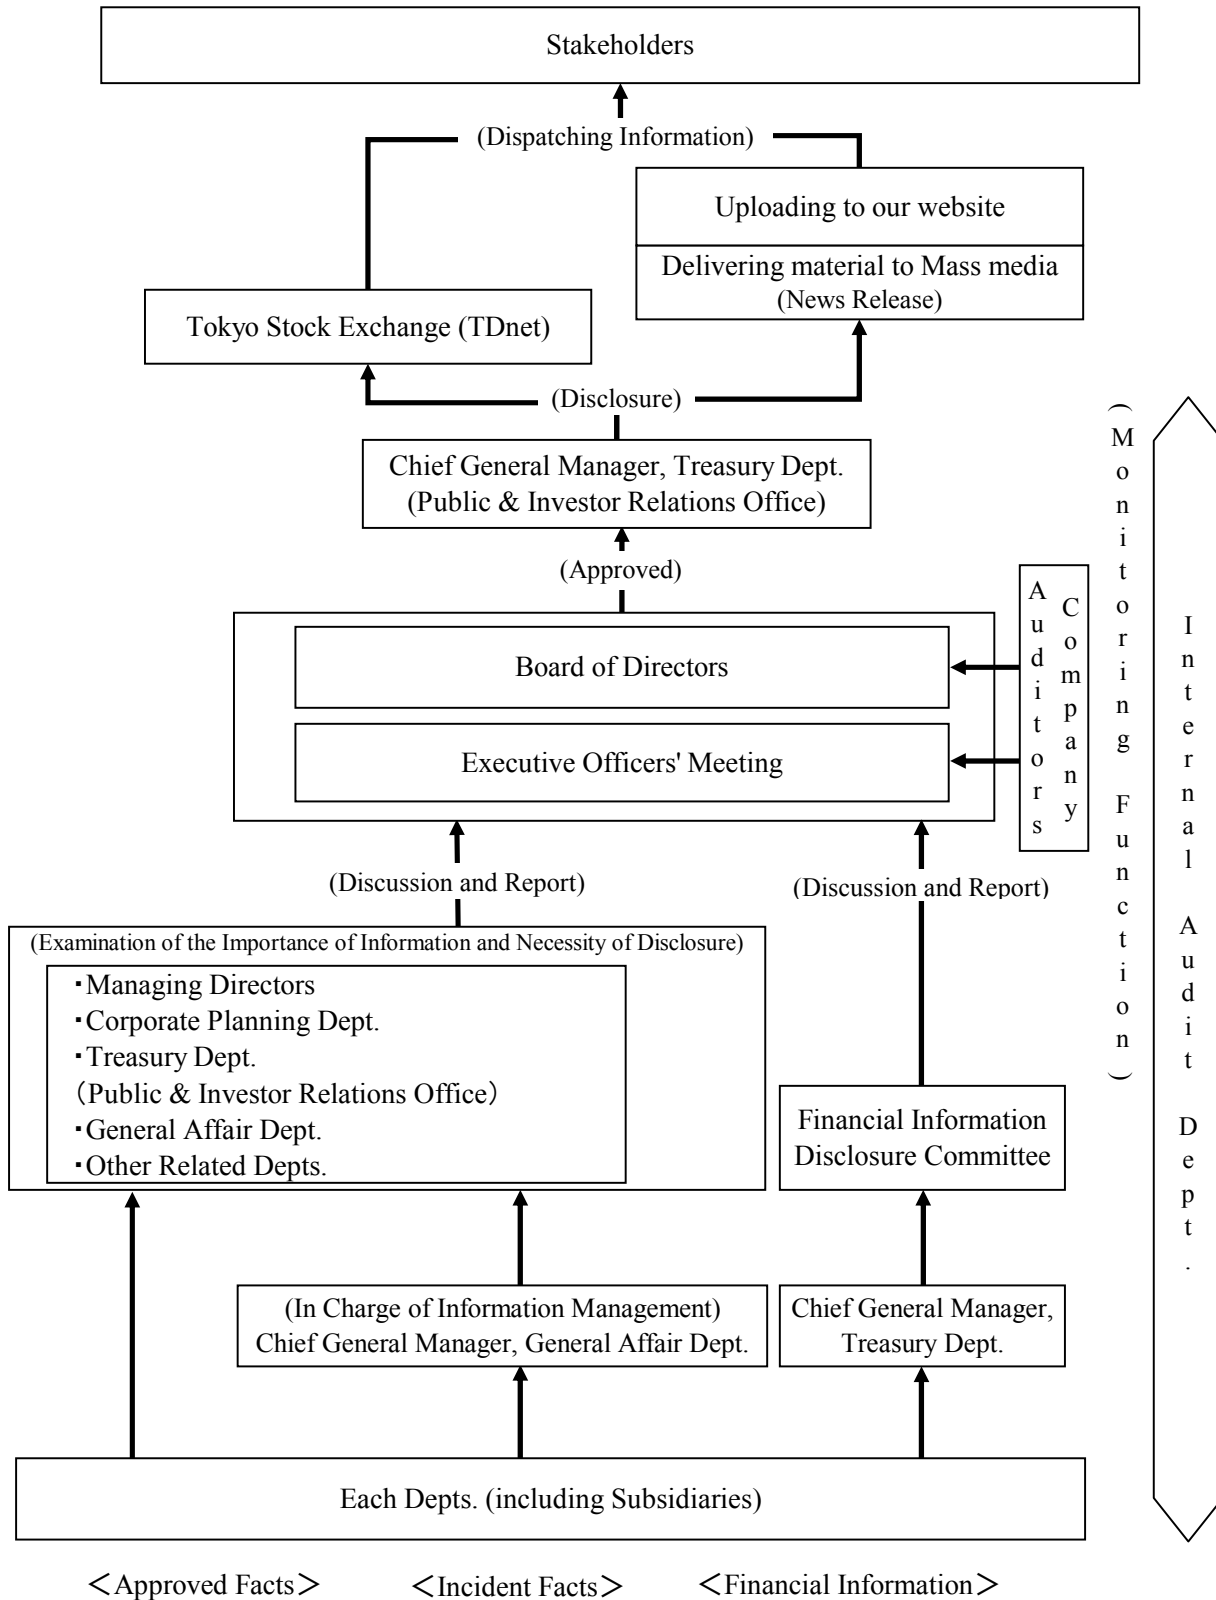 Stakeholders
(Dispatching Information)
Uploading to our website
Delivering material to Mass media
(News Release)
Tokyo Stock Exchange (TDnet)
(Disclosure)
Chief General Manager, Treasury Dept.
(Public & Investor Relations Office)
(Approved)
Board of Directors
Executive Officers' Meeting
Company
Auditors
(Monitoring Function)
Internal Audit Dept.
(Discussion and Report)
(Discussion and Report)
(Examination of the Importance of Information and Necessity of Disclosure)
・Managing Directors
・Corporate Planning Dept.
・Treasury Dept.
（Public & Investor Relations Office）
・General Affair Dept.
・Other Related Depts.
Financial Information
Disclosure Committee
(In Charge of Information Management)
Chief General Manager, General Affair Dept.
Chief General Manager,
Treasury Dept.
Each Depts. (including Subsidiaries)
＜Approved Facts＞
＜Incident Facts＞
＜Financial Information＞